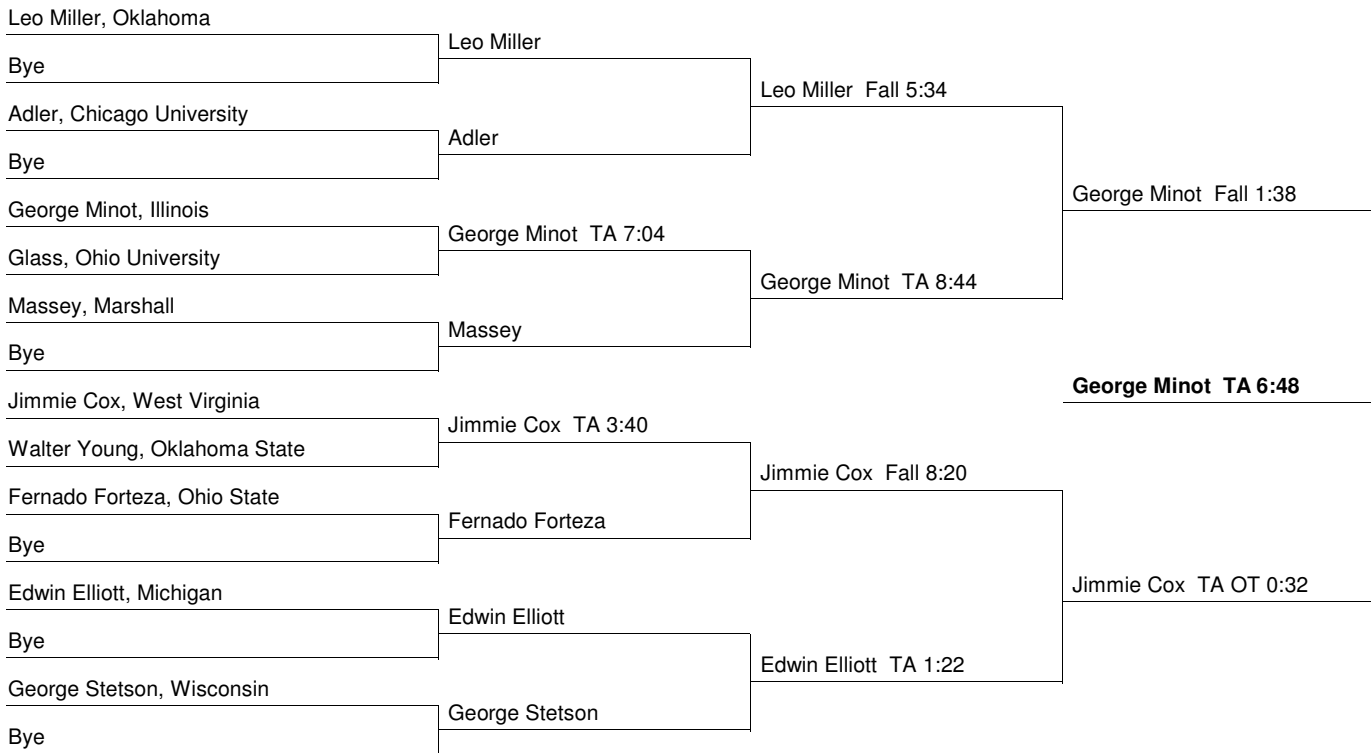 Leo Miller, Oklahoma
Bye
Adler, Chicago University
Bye
George Minot, Illinois
Glass, Ohio University
Massey, Marshall
Bye
Jimmie Cox, West Virginia
Walter Young, Oklahoma State
Fernado Forteza, Ohio State
Bye
Edwin Elliott, Michigan
Bye
George Stetson, Wisconsin
Bye
Leo Miller
Adler
George Minot TA 7:04
Massey
Jimmie Cox TA 3:40
Fernado Forteza
Edwin Elliott
George Stetson
Leo Miller Fall 5:34
George Minot TA 8:44
Jimmie Cox Fall 8:20
Edwin Elliott TA 1:22
George Minot Fall 1:38
George Minot TA 6:48
Jimmie Cox TA OT 0:32